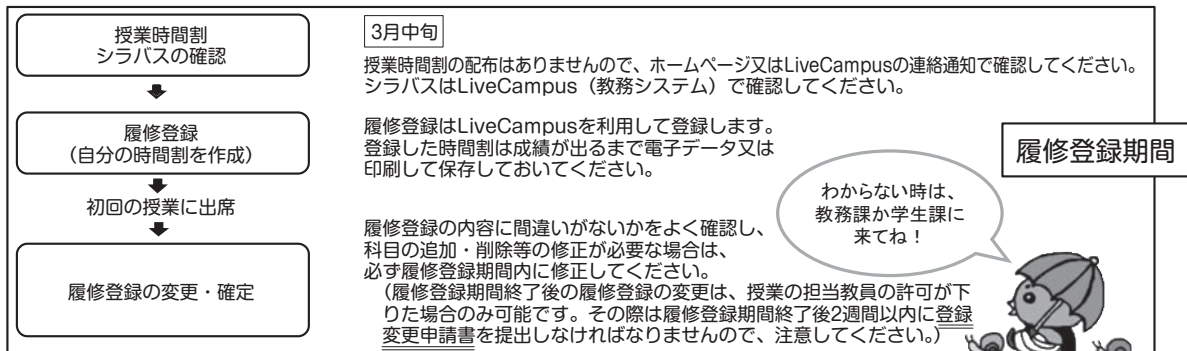 授業時間割
シラバスの確認
履修登録
(自分の時間割を作成)
初回の授業に出席
履修登録の変更・確定
3月中旬
授業時間割の配布はありませんので、ホームページ又はLiveCampusの連絡通知で確認してください。
シラバスはLiveCampus（教務システム）で確認してください。
履修登録はLiveCampusを利用して登録します。
登録した時間割は成績が出るまで電子データ又は
印刷して保存しておいてください。
履修登録の内容に間違いがないかをよく確認し、
科目の追加・削除等の修正が必要な場合は、
必ず履修登録期間内に修正してください。
(履修登録期間終了後の履修登録の変更は、授業の担当教員の許可が下
りた場合のみ可能です。その際は履修登録期間終了後2週間以内に登録
変更申請書を提出しなければなりませんので、注意してください。)
履修登録期間
わからない時は、
教務課か学生課に
来てね！